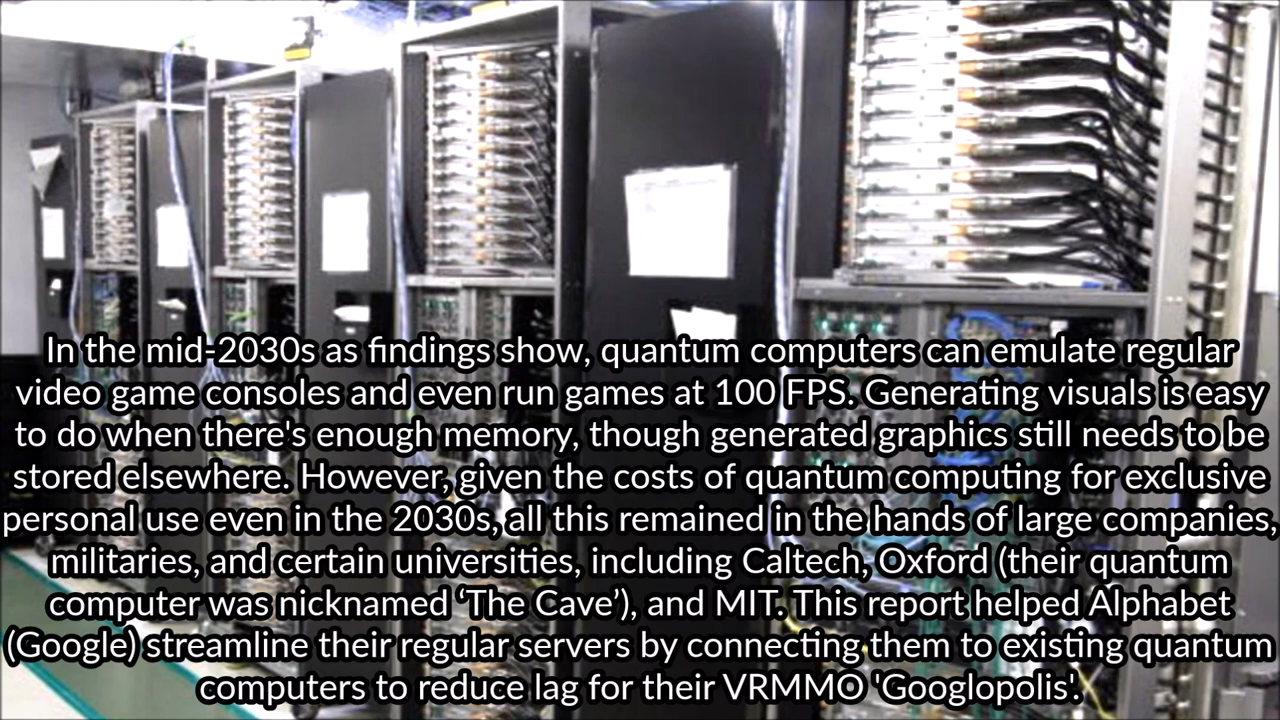 In the mid-2030s as findings show, quantum computers can emulate regular
video game consoles and even run games at 100 FPS. Generating visuals is easy
to do when there's enough memory, though generated graphics still needs to be
stored elsewhere. However, given the costs of quantum computing for exclusive
personal use even in the 2030s, all this remained in the hands of large companies,
militaries, and certain universities, including Caltech, Oxford (their quantum
computer was nicknamed ‘The Cave’), and MIT. This report helped Alphabet
(Google) streamline their regular servers by connecting them to existing quantum
computers to reduce lag for their VRMMO 'Googlopolis'.